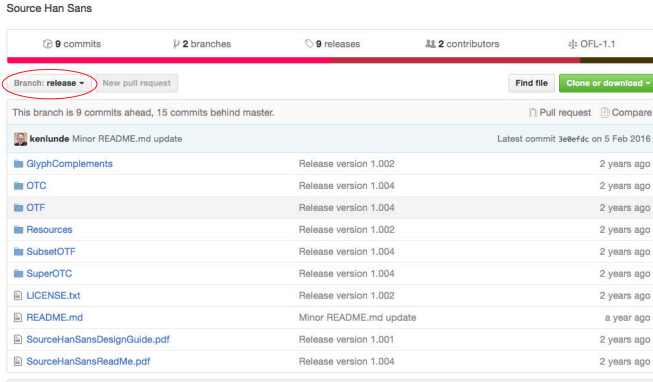 Source Han Sans
9 commits 2 branches 9 releases 2 contributors OFL-1.1
Branch: release New pull request Find file Clone or download
This branch is 9 commits ahead, 15 commits behind master. Pull request Compare
kenlunde Minor README.md update Latest commit 3e0efdc on 5 Feb 2016
GlyphComplements Release version 1.002 2 years ago
OTC Release version 1.004 2 years ago
OTF Release version 1.004 2 years ago
Resources Release version 1.002 2 years ago
SubsetOTF Release version 1.004 2 years ago
SuperOTC Release version 1.004 2 years ago
LICENSE.txt Release version 1.002 2 years ago
README.md Minor README.md update a year ago
SourceHanSansDesignGuide.pdf Release version 1.001 2 years ago
SourceHanSansReadMe.pdf Release version 1.004 2 years ago